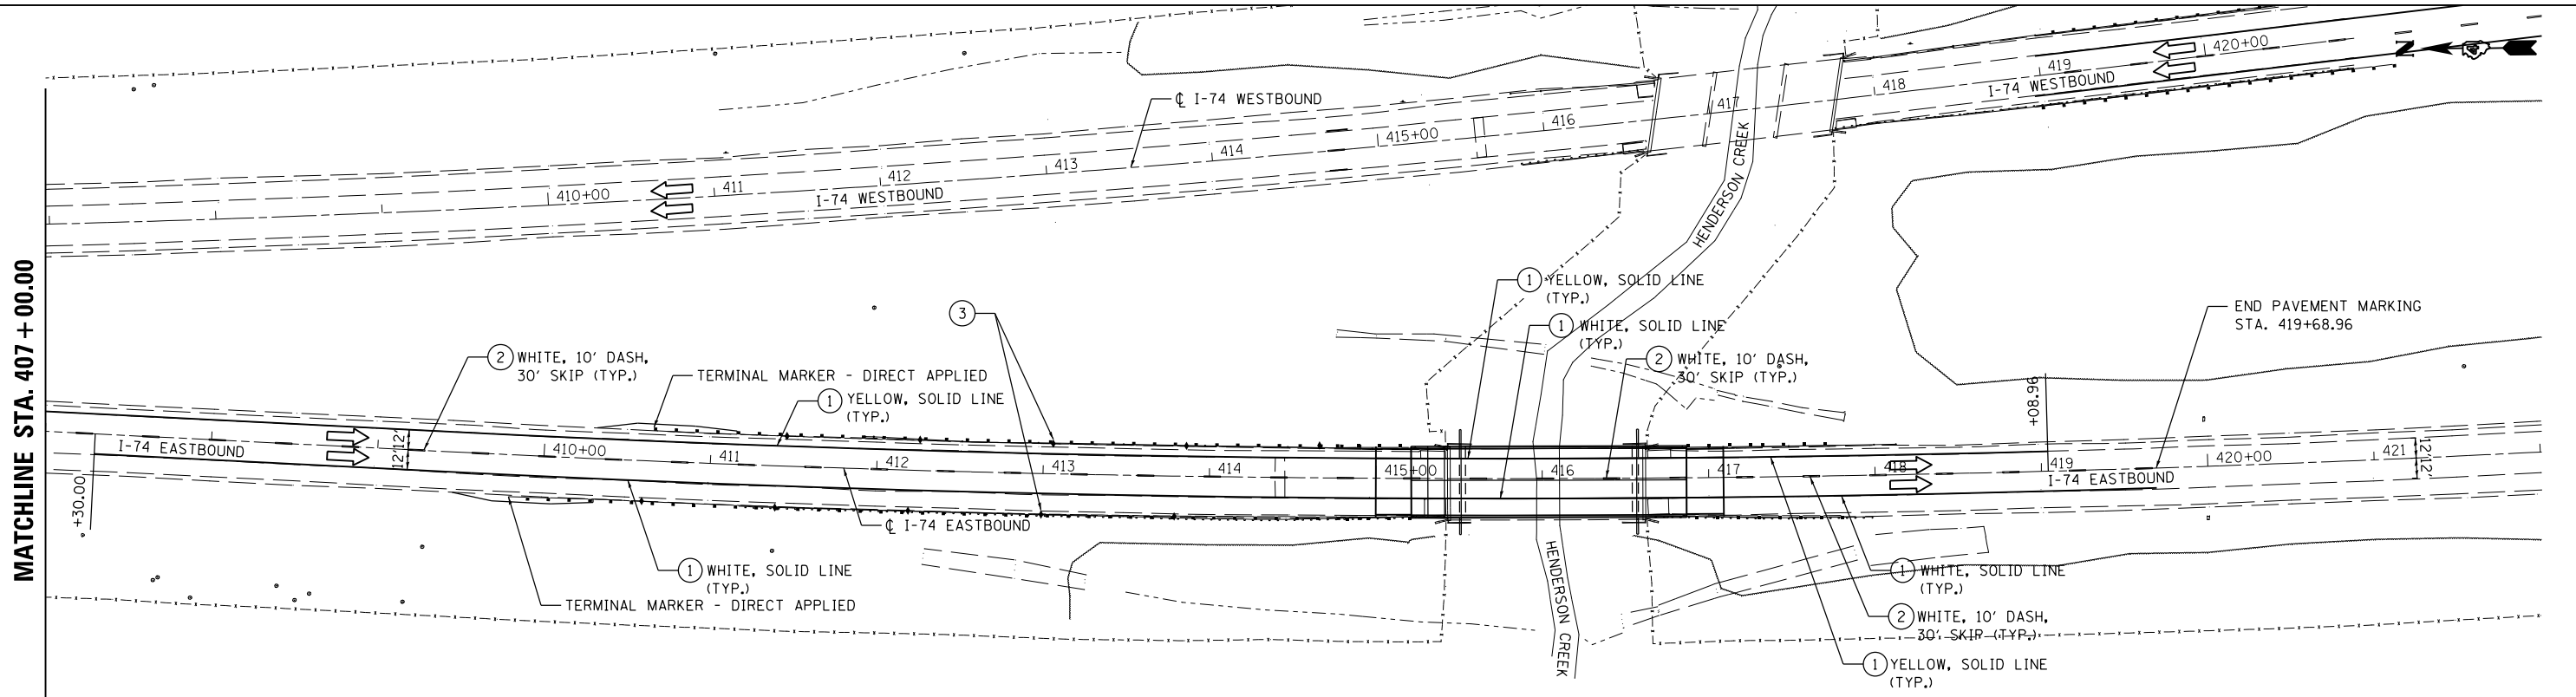 MATCHLINE STA. 407+00.00
420+00
N
419
I-74 WESTBOUND
418
417
416
415+00
414
413
412
411
410+00
℄ I-74 WESTBOUND
I-74 WESTBOUND
HENDERSON CREEK
1 YELLOW, SOLID LINE
(TYP.)
3
1 WHITE, SOLID LINE
(TYP.)
END PAVEMENT MARKING
STA. 419+68.96
2 WHITE, 10' DASH,
30' SKIP (TYP.)
2 WHITE, 10' DASH,
30' SKIP (TYP.)
TERMINAL MARKER - DIRECT APPLIED
1 YELLOW, SOLID LINE
(TYP.)
+08.96
I-74 EASTBOUND
12'
12'
410+00
411
412
413
414
415+00
416
417
418
419
420+00
421
12'
12'
I-74 EASTBOUND
+30.00
℄ I-74 EASTBOUND
1 WHITE, SOLID LINE
(TYP.)
TERMINAL MARKER - DIRECT APPLIED
HENDERSON CREEK
1 WHITE, SOLID LINE
(TYP.)
2 WHITE, 10' DASH,
30' SKIP (TYP.)
1 YELLOW, SOLID LINE
(TYP.)